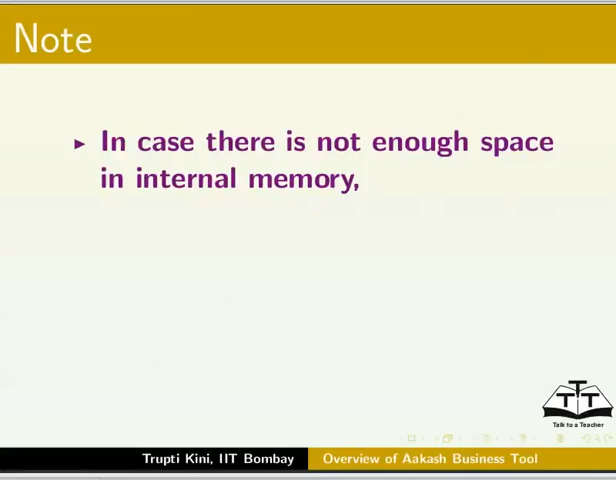 Note
In case there is not enough space
in internal memory,
T
T T
Talk to a Teacher
Trupti Kini, IIT Bombay Overview of Aakash Business Tool